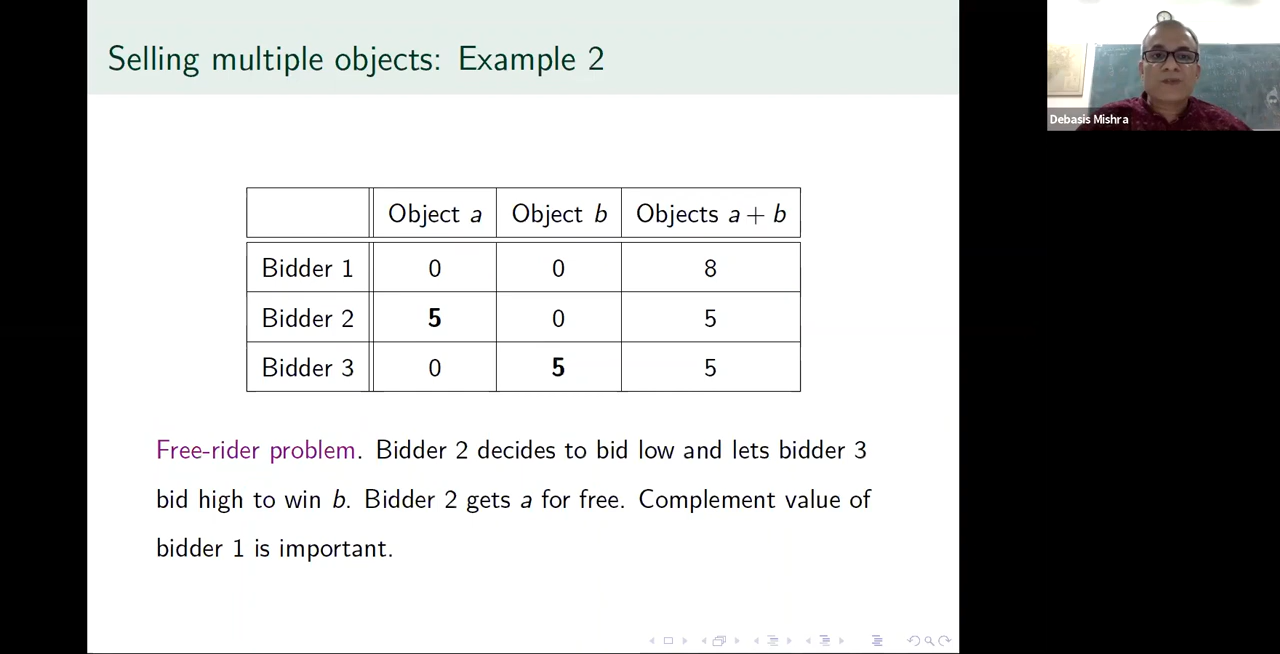 Selling multiple objects: Example 2
Debasis Mishra
Object a Object b Objects a + b
Bidder 1 0 0 8
Bidder 2 5 0 5
Bidder 3 0 5 5
Free-rider problem. Bidder 2 decides to bid low and lets bidder 3
bid high to win b. Bidder 2 gets a for free. Complement value of
bidder 1 is important.